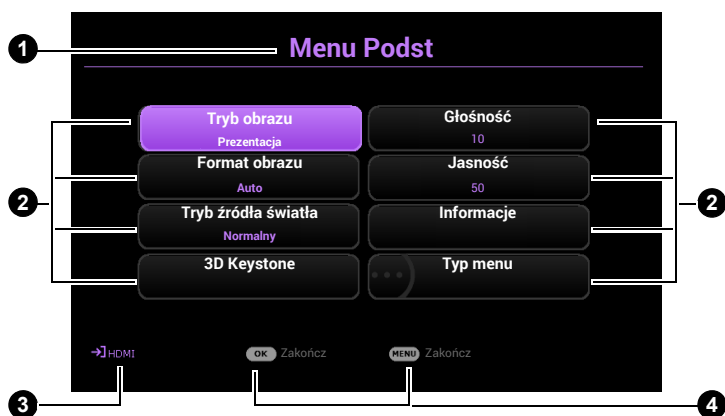 1
Menu Podst
Tryb obrazu
Prezentacja
Głośność
10
Format obrazu
Auto
Jasność
50
2
2
Tryb źródła światła
Normalny
Informacje
3D Keystone
Typ menu
HDMI
OK Zakończ
MENU Zakończ
3
4